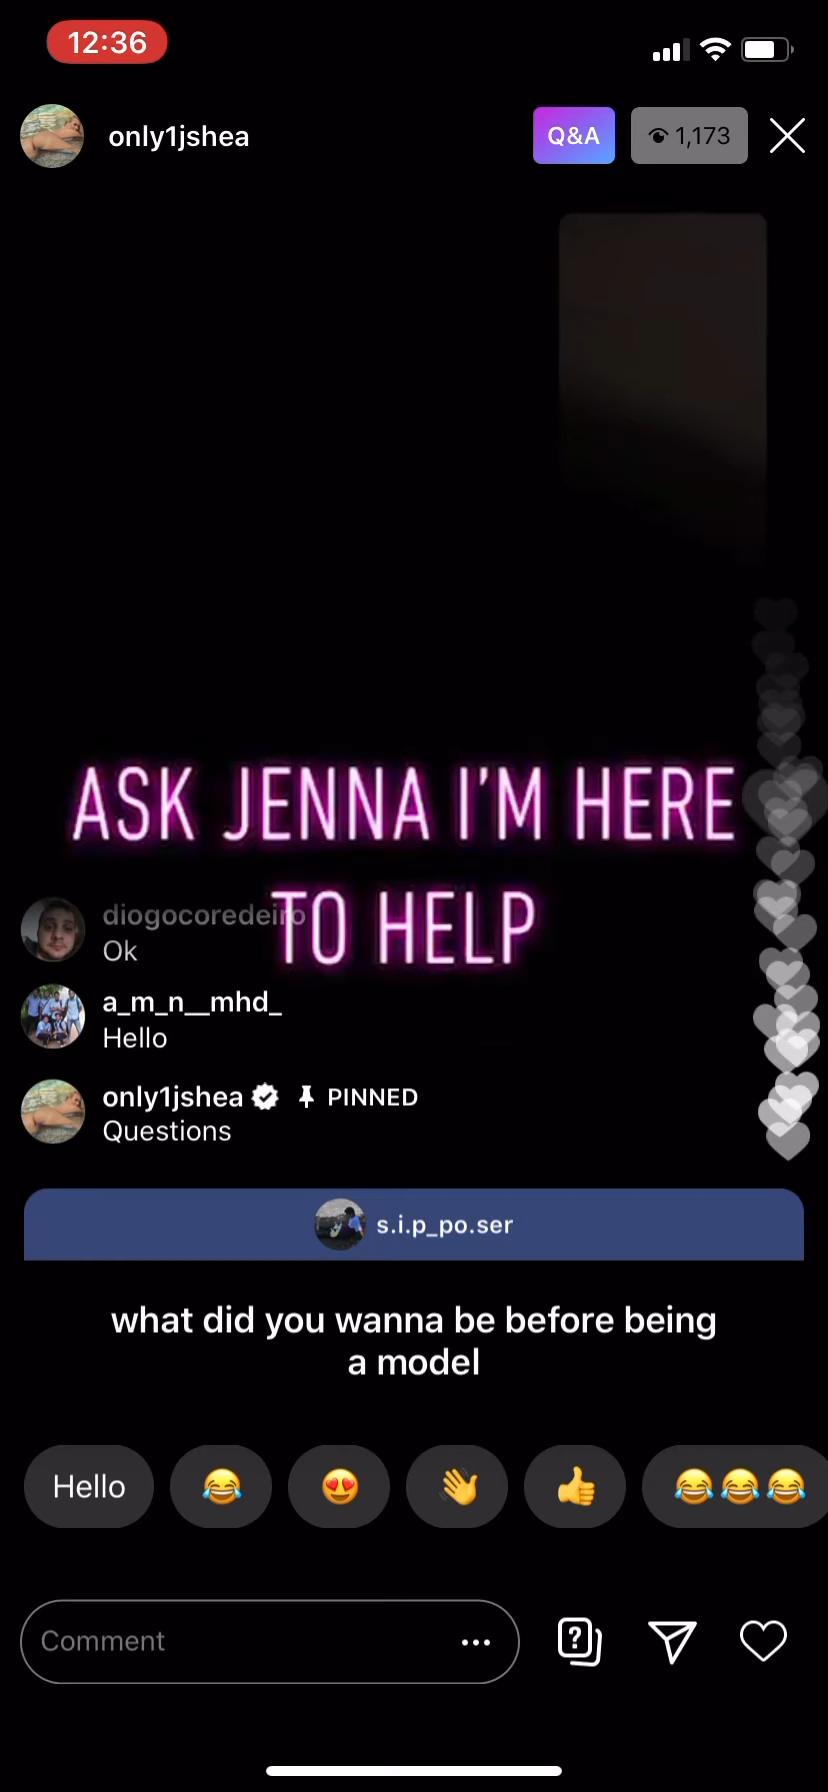 12:36
only1jshea
Q&A
1,173
ASK JENNA I'M HERE
TO HELP
diogocoredeiro
Ok
a_m_n__mhd_
Hello
only1jshea PINNED
Questions
s.i.p_po.ser
what did you wanna be before being
a model
Hello
Comment